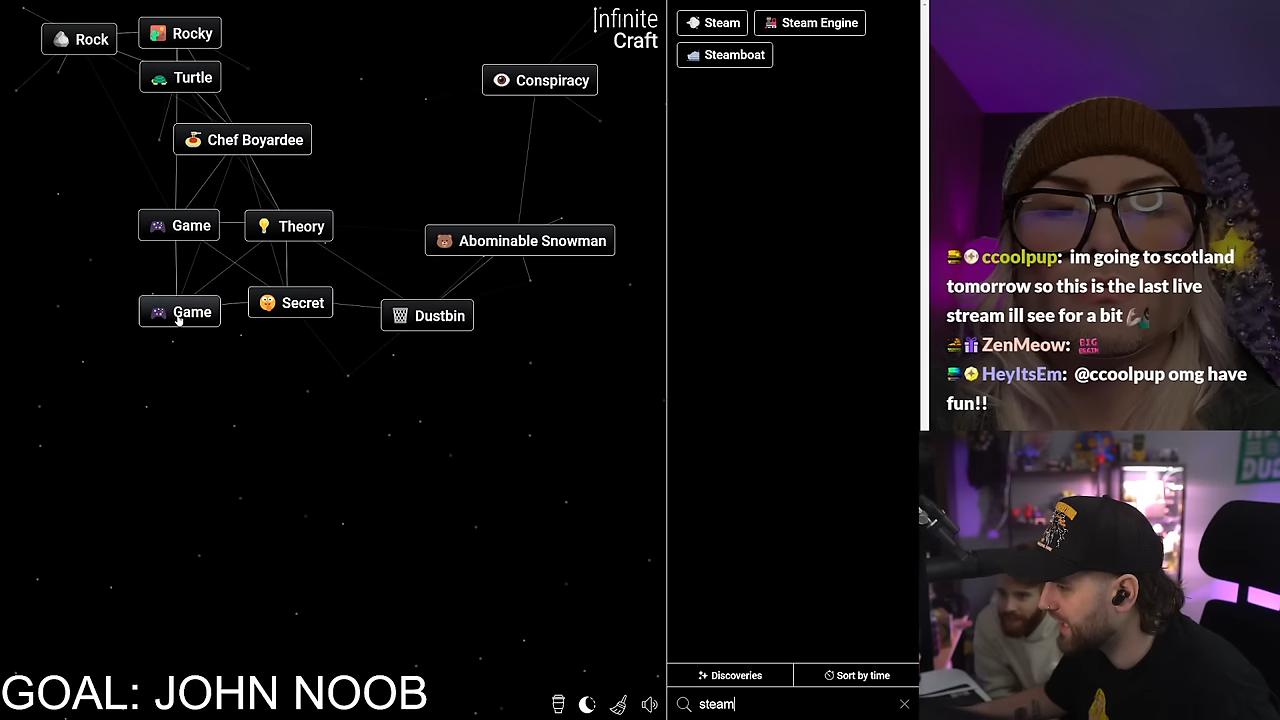 Infinite
Craft
Rock
Rocky
Turtle
Chef Boyardee
Game
Theory
Conspiracy
Abominable Snowman
Game
Secret
Dustbin
GOAL: JOHN NOOB
Steam
Steam Engine
Steamboat
Discoveries
Sort by time
steam
ccoolpup: im going to scotland
tomorrow so this is the last live
stream ill see for a bit
ZenMeow: BIG BRAIN
HeyItsEm: @ccoolpup omg have
fun!!